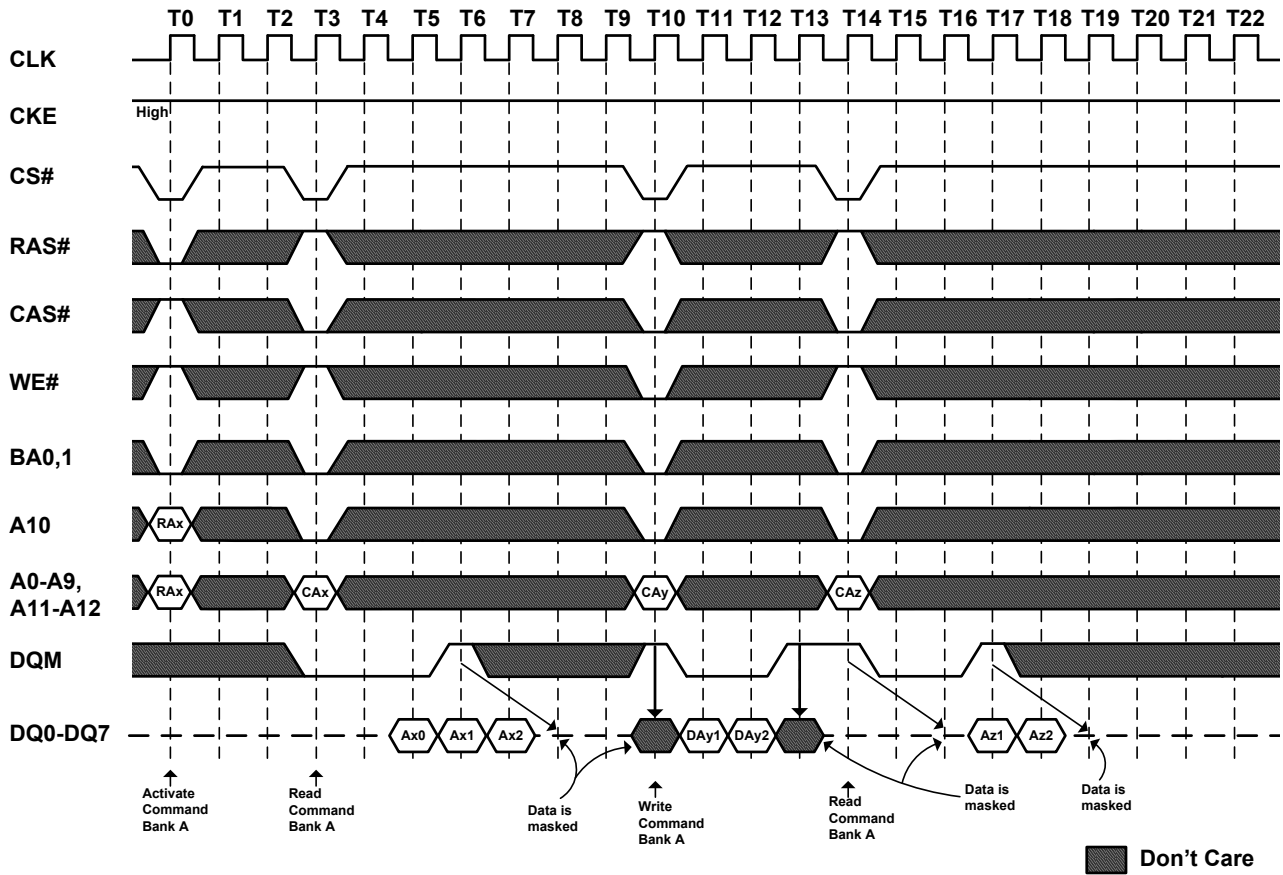 T0 T1 T2 T3 T4 T5 T6 T7 T8 T9 T10 T11 T12 T13 T14 T15 T16 T17 T18 T19 T20 T21 T22
CLK
CKE
High
CS#
RAS#
CAS#
WE#
BA0,1
A10
RAx
A0-A9,
A11-A12
RAx CAx CAy CAz
DQM
DQ0-DQ7
Ax0 Ax1 Ax2 DAy1 DAy2 Az1 Az2
Activate
Command
Bank A
Read
Command
Bank A
Data is
masked
Write
Command
Bank A
Read
Command
Bank A
Data is
masked
Data is
masked
Don't Care